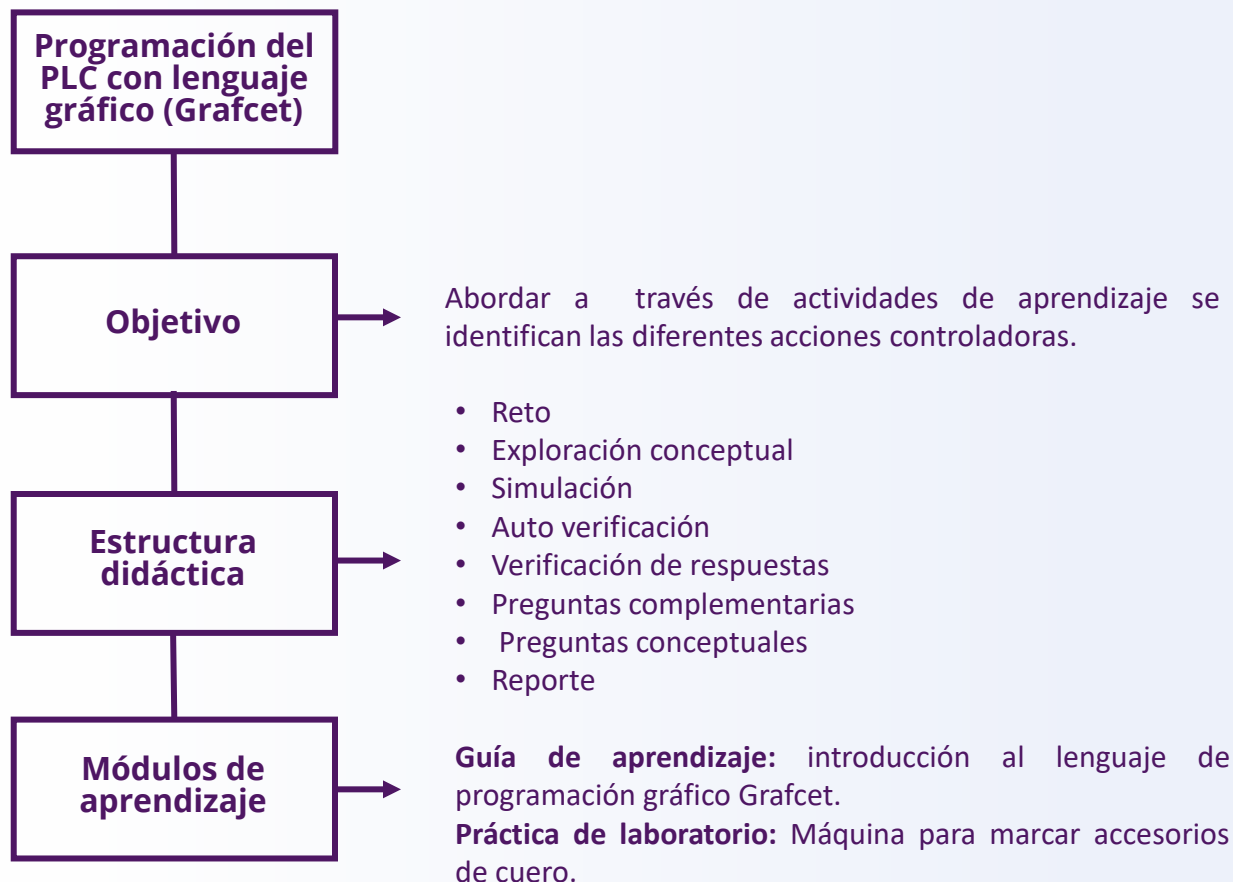 Programación del
PLC con lenguaje
gráfico (Grafcet)
Objetivo
Abordar a través de actividades de aprendizaje se
identifican las diferentes acciones controladoras.
Estructura
didáctica
• Reto
• Exploración conceptual
• Simulación
• Auto verificación
• Verificación de respuestas
• Preguntas complementarias
• Preguntas conceptuales
• Reporte
Módulos de
aprendizaje
Guía de aprendizaje: introducción al lenguaje de
programación gráfico Grafcet.
Práctica de laboratorio: Máquina para marcar accesorios
de cuero.